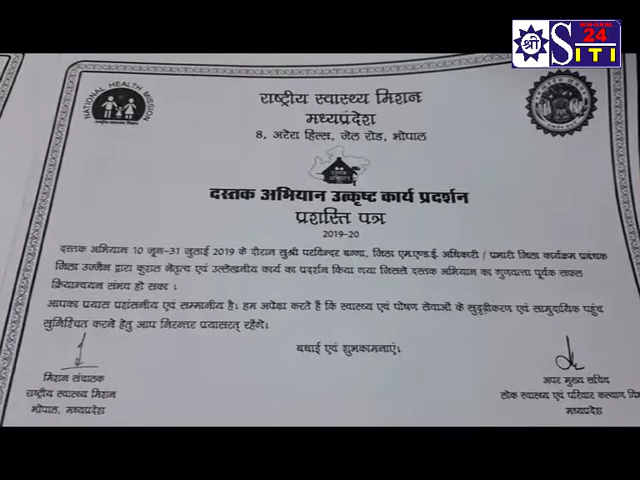 MAHAKAL
श्री
24
SITI
NATIONAL HEALTH MISSION
राष्ट्रीय स्वास्थ्य मिशन
मध्यप्रदेश
8, अरेरा हिल्स, जेल रोड, भोपाल
दस्तक अभियान उत्कृष्ट कार्य प्रदर्शन
प्रशस्ति पत्र
2019-20
दस्तक अभियान 10 जून-31 जुलाई 2019 के दौरान सुश्री परविन्दर बग्गा, जिला एम.एण्ड.ई अधिकारी / प्रभारी जिला कार्यक्रम प्रबंधक
जिला उज्जैन द्वारा कुशल नेतृत्व एवं उल्लेखनीय कार्य का प्रदर्शन किया गया जिससे दस्तक अभियान का गुणवत्ता पूर्वक सफल
क्रियान्वयन संभव हो सका ।
आपका प्रयास प्रशंसनीय एवं सम्मानीय है। हम अपेक्षा करते हैं कि स्वास्थ्य एवं पोषण सेवाओं के सुदृढ़ीकरण एवं सामुदायिक पहुंच
सुनिश्चित करने हेतु आप निरन्तर प्रयासरत् रहेंगे।
बधाई एवं शुभकामनाएं।
मिशन संचालक
राष्ट्रीय स्वास्थ्य मिशन
भोपाल, मध्यप्रदेश
अपर मुख्य सचिव
लोक स्वास्थ्य एवं परिवार कल्याण वि
मध्यप्रदेश